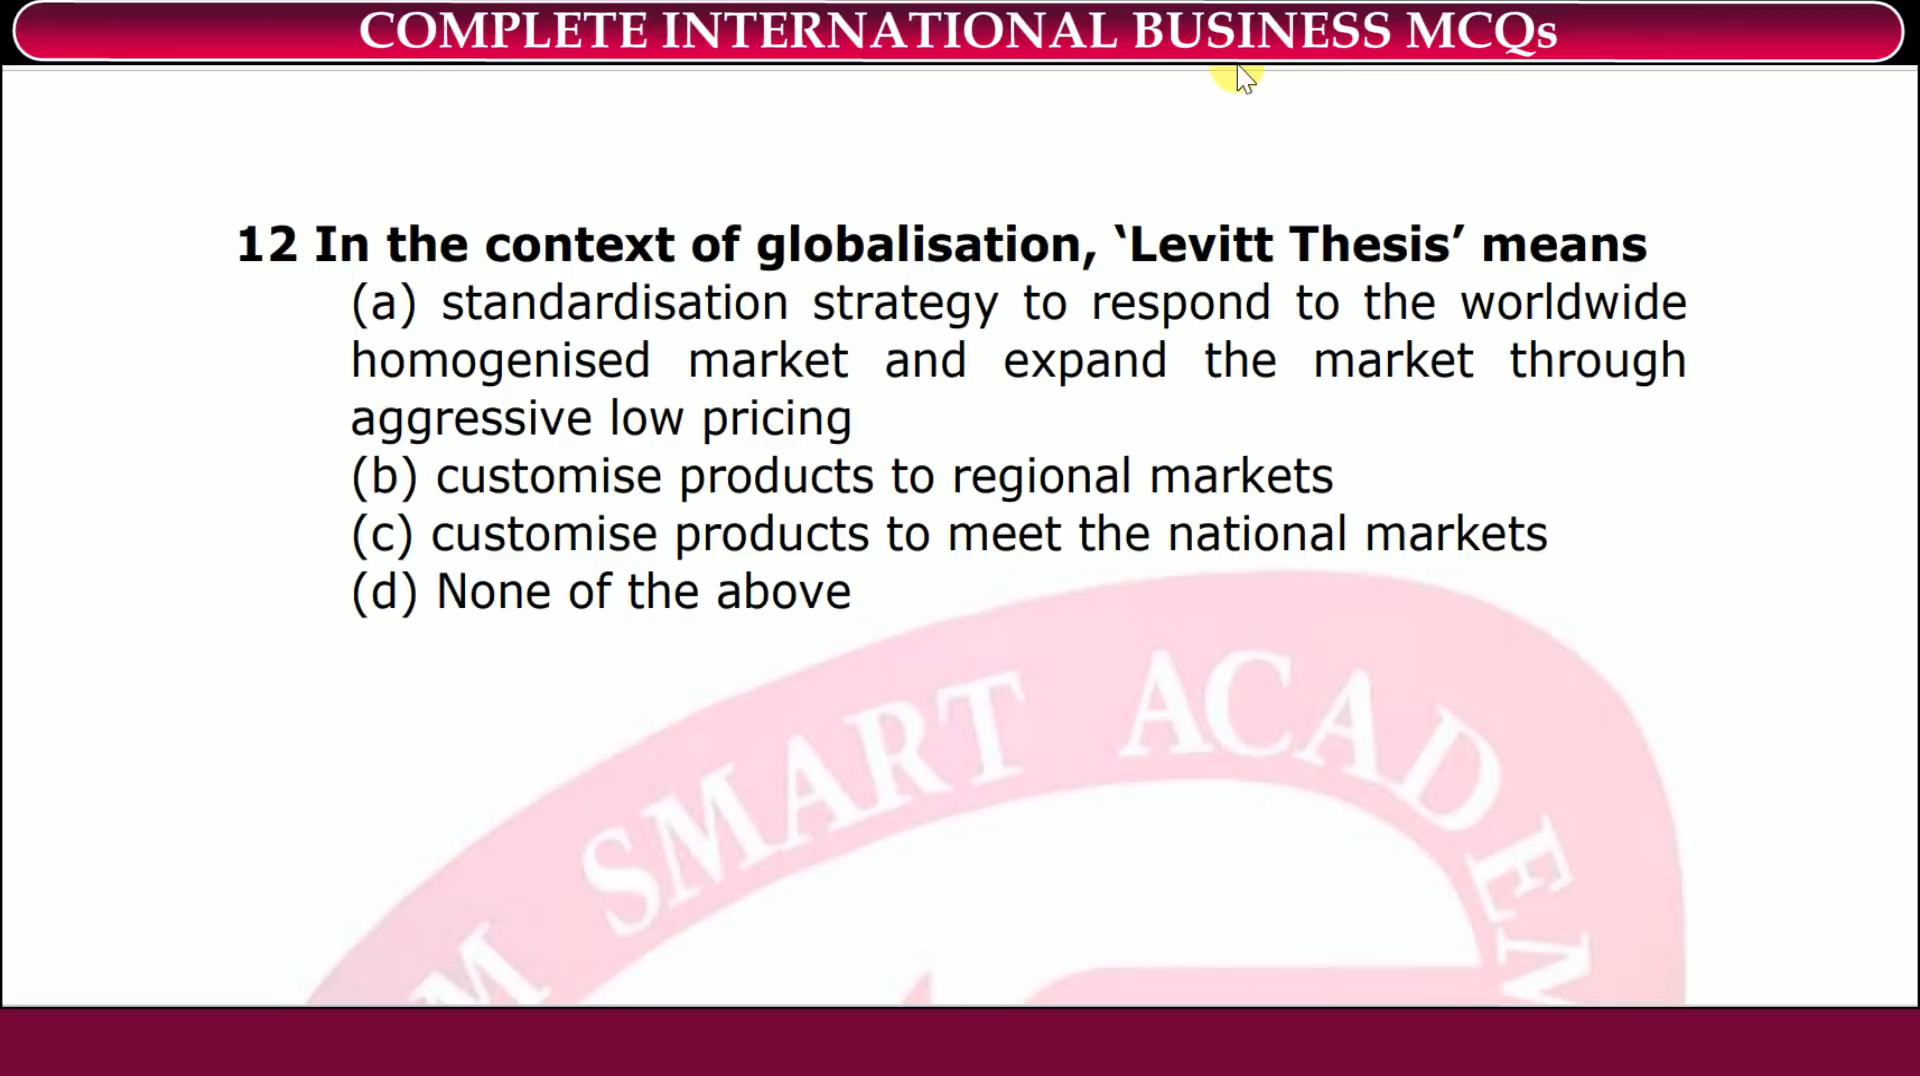 COMPLETE INTERNATIONAL BUSINESS MCQs
12 In the context of globalisation, ‘Levitt Thesis’ means
(a) standardisation strategy to respond to the worldwide
homogenised market and expand the market through
aggressive low pricing
(b) customise products to regional markets
(c) customise products to meet the national markets
(d) None of the above
M SMART ACADEM